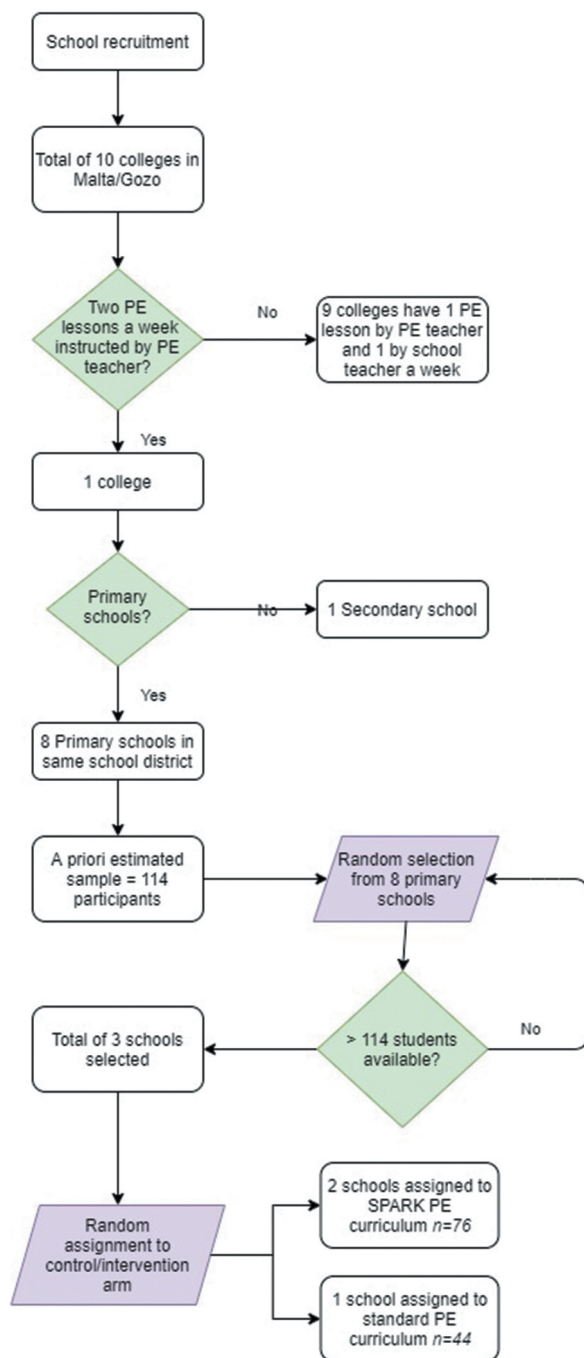 School recruitment
Total of 10 colleges in
Malta/Gozo
Two PE
lessons a week
instructed by PE
teacher?
No
9 colleges have 1 PE
lesson by PE teacher
and 1 by school
teacher a week
Yes
1 college
Primary
schools?
No
1 Secondary school
Yes
8 Primary schools in
same school district
A priori estimated
sample = 114
participants
Random selection
from 8 primary
schools
Total of 3 schools
selected
> 114 students
available?
No
Random
assignment to
control/intervention
arm
2 schools assigned to
SPARK PE
curriculum n=76
1 school assigned to
standard PE
curriculum n=44